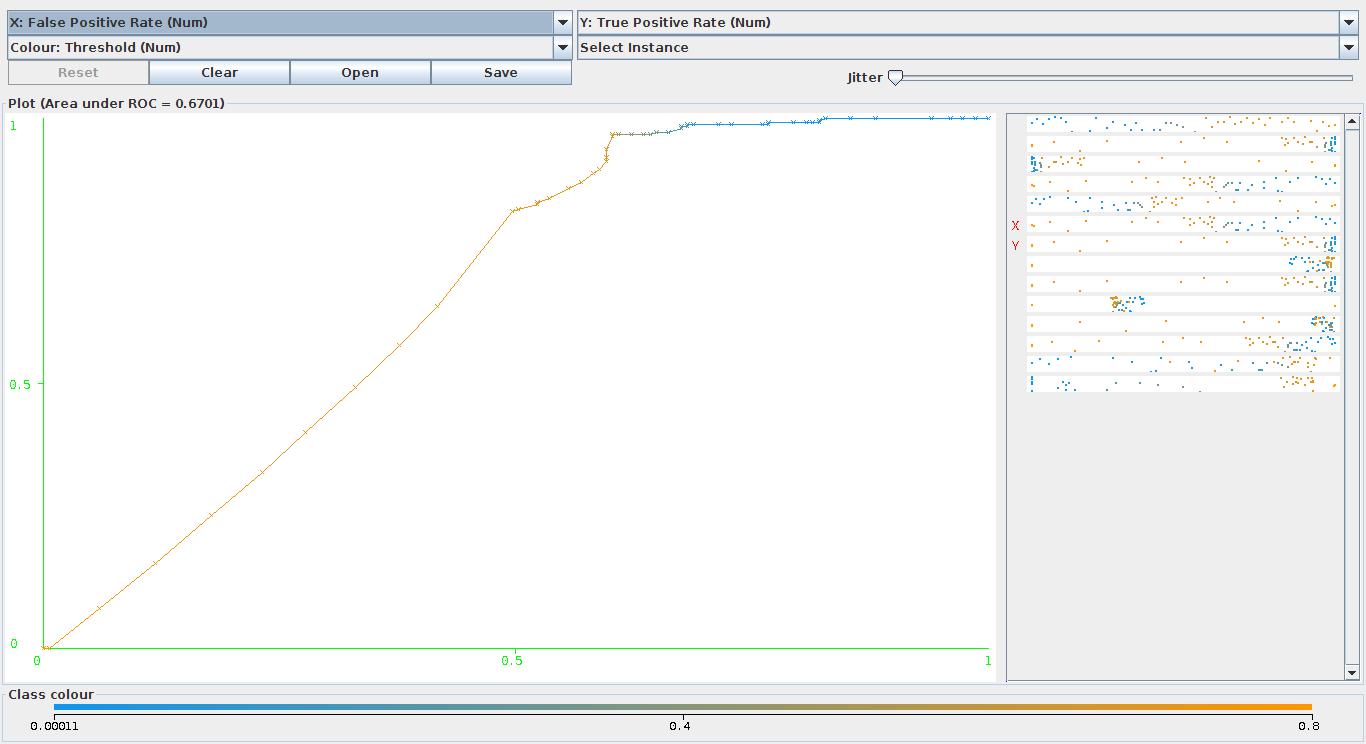 X: False Positive Rate (Num)
Y: True Positive Rate (Num)
Colour: Threshold (Num)
Select Instance
Reset
Clear
Open
Save
Jitter
Plot (Area under ROC = 0.6701)
1
0.5
0
0
0.5
1
X
Y
Class colour
0.00011
0.4
0.8